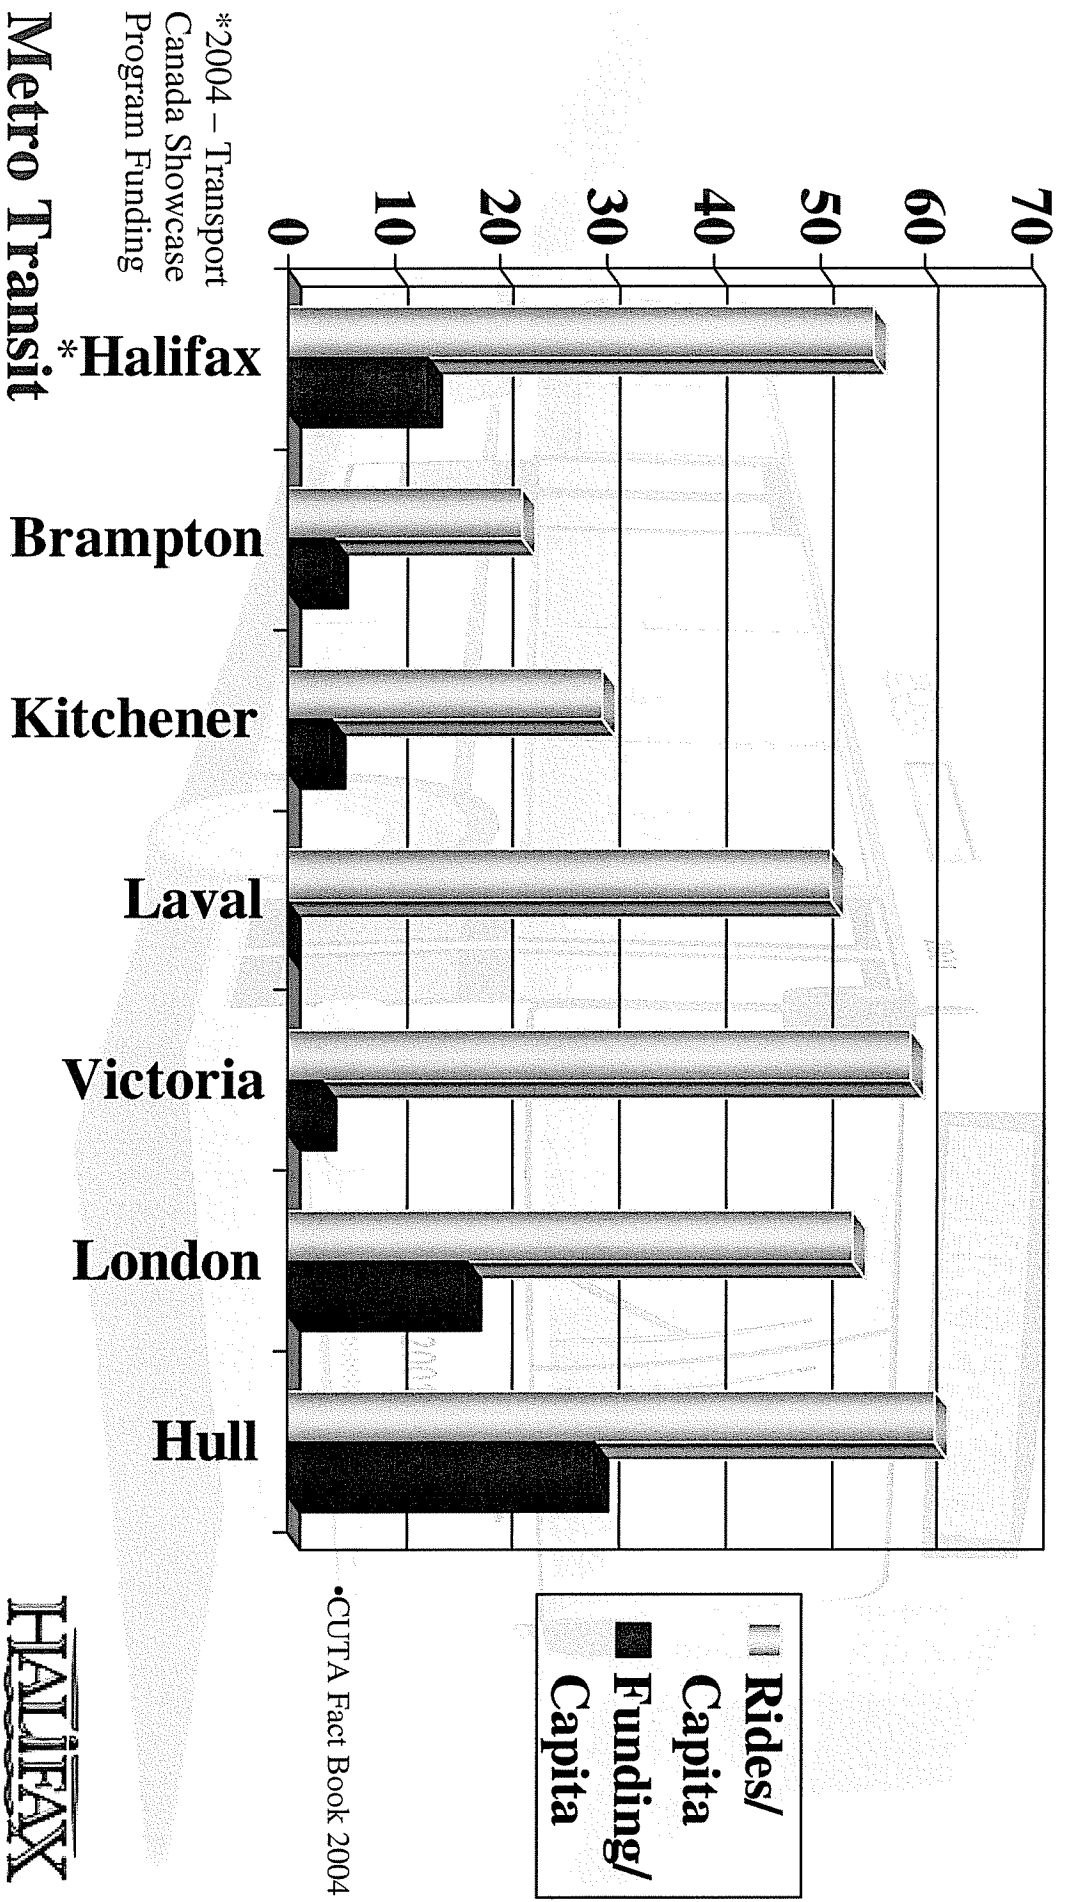 70
60
50
40
30
20
10
0
*Halifax
Brampton
Kitchener
Laval
Victoria
London
Hull
Rides/
Capita
Funding/
Capita
•CUTA Fact Book 2004
*2004 – Transport
Canada Showcase
Program Funding
Metro Transit
HALIFAX